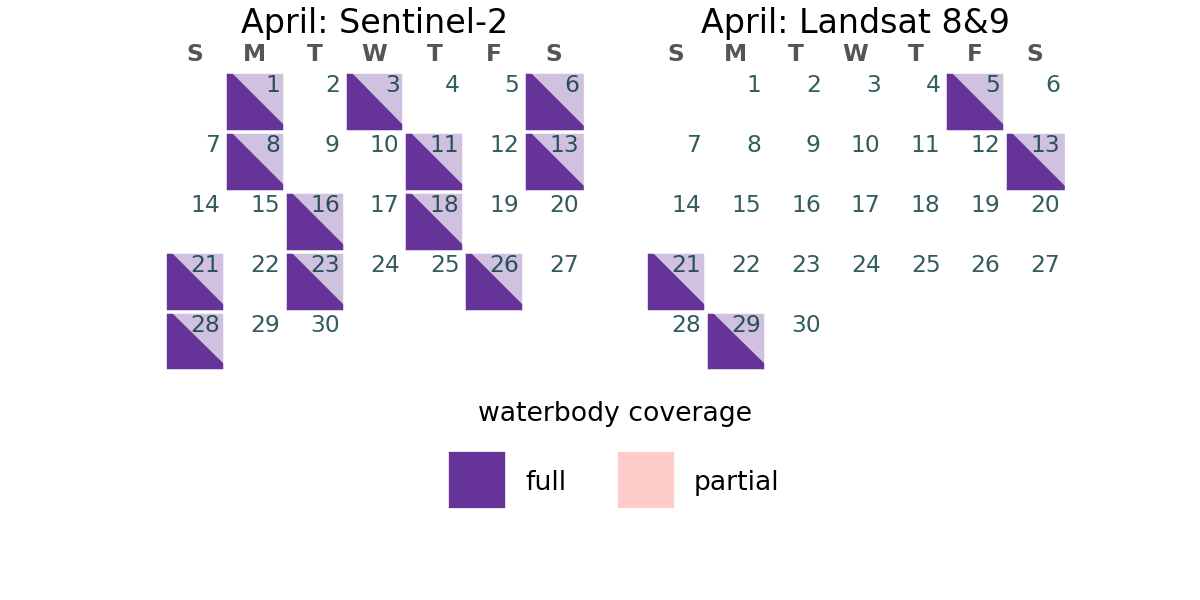 April: Sentinel-2
S M T W T F S
1 2 3 4 5 6
7 8 9 10 11 12 13
14 15 16 17 18 19 20
21 22 23 24 25 26 27
28 29 30
April: Landsat 8&9
S M T W T F S
1 2 3 4 5 6
7 8 9 10 11 12 13
14 15 16 17 18 19 20
21 22 23 24 25 26 27
28 29 30
waterbody coverage
full partial